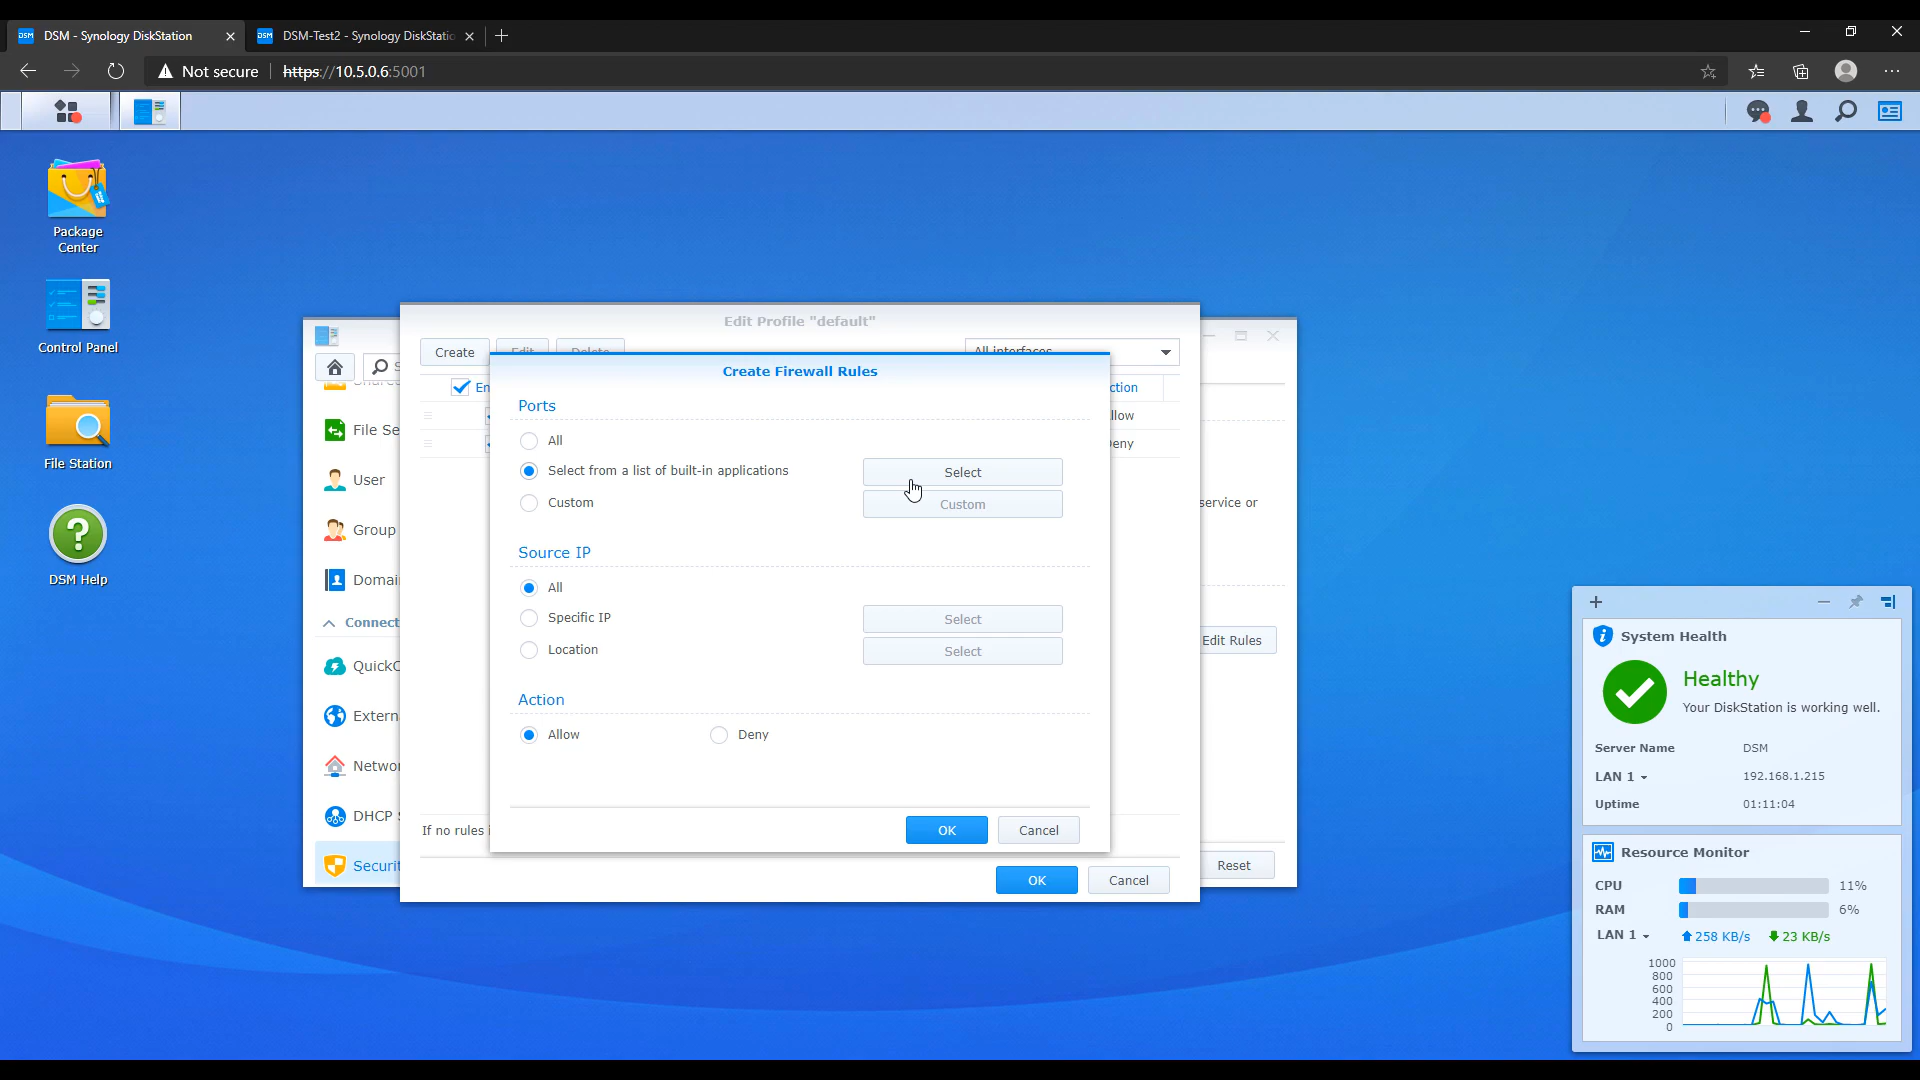 DSM - Synology DiskStation
DSM-Test2 - Synology DiskStatio
Not secure
https://10.5.0.6:5001
Package
Center
Control Panel
File Station
DSM Help
Edit Profile "default"
Create
Edit
Delete
All interfaces
En
ction
llow
eny
Create Firewall Rules
Ports
All
Select from a list of built-in applications
Select
Custom
Custom
Source IP
All
Specific IP
Select
Location
Select
Action
Allow
Deny
OK
Cancel
If no rules i
OK
Cancel
S
File Se
User
Group
Domai
Connect
QuickC
Extern
Netwo
DHCP S
Securit
service or
Edit Rules
Reset
System Health
Healthy
Your DiskStation is working well.
Server Name DSM
LAN 1 192.168.1.215
Uptime 01:11:04
Resource Monitor
CPU 11%
RAM 6%
LAN 1 258 KB/s 23 KB/s
1000
800
600
400
200
0